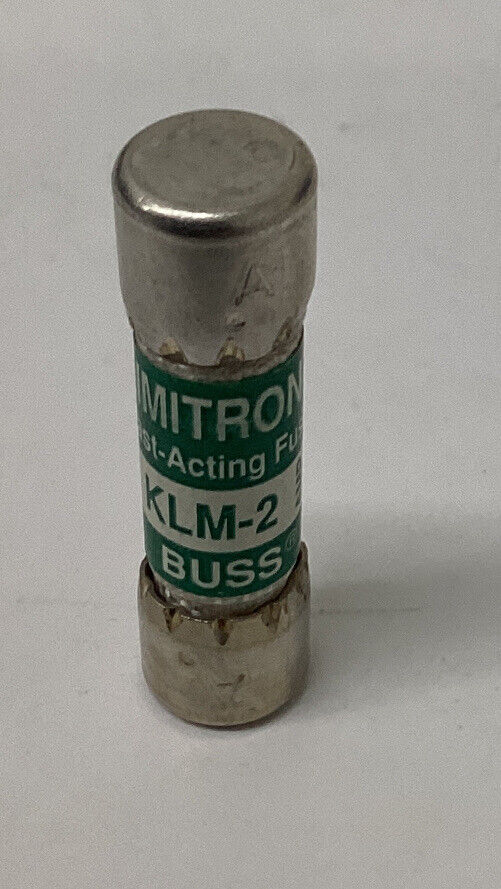 IMITRON
st-Acting Fu
KLM-2
BUSS®